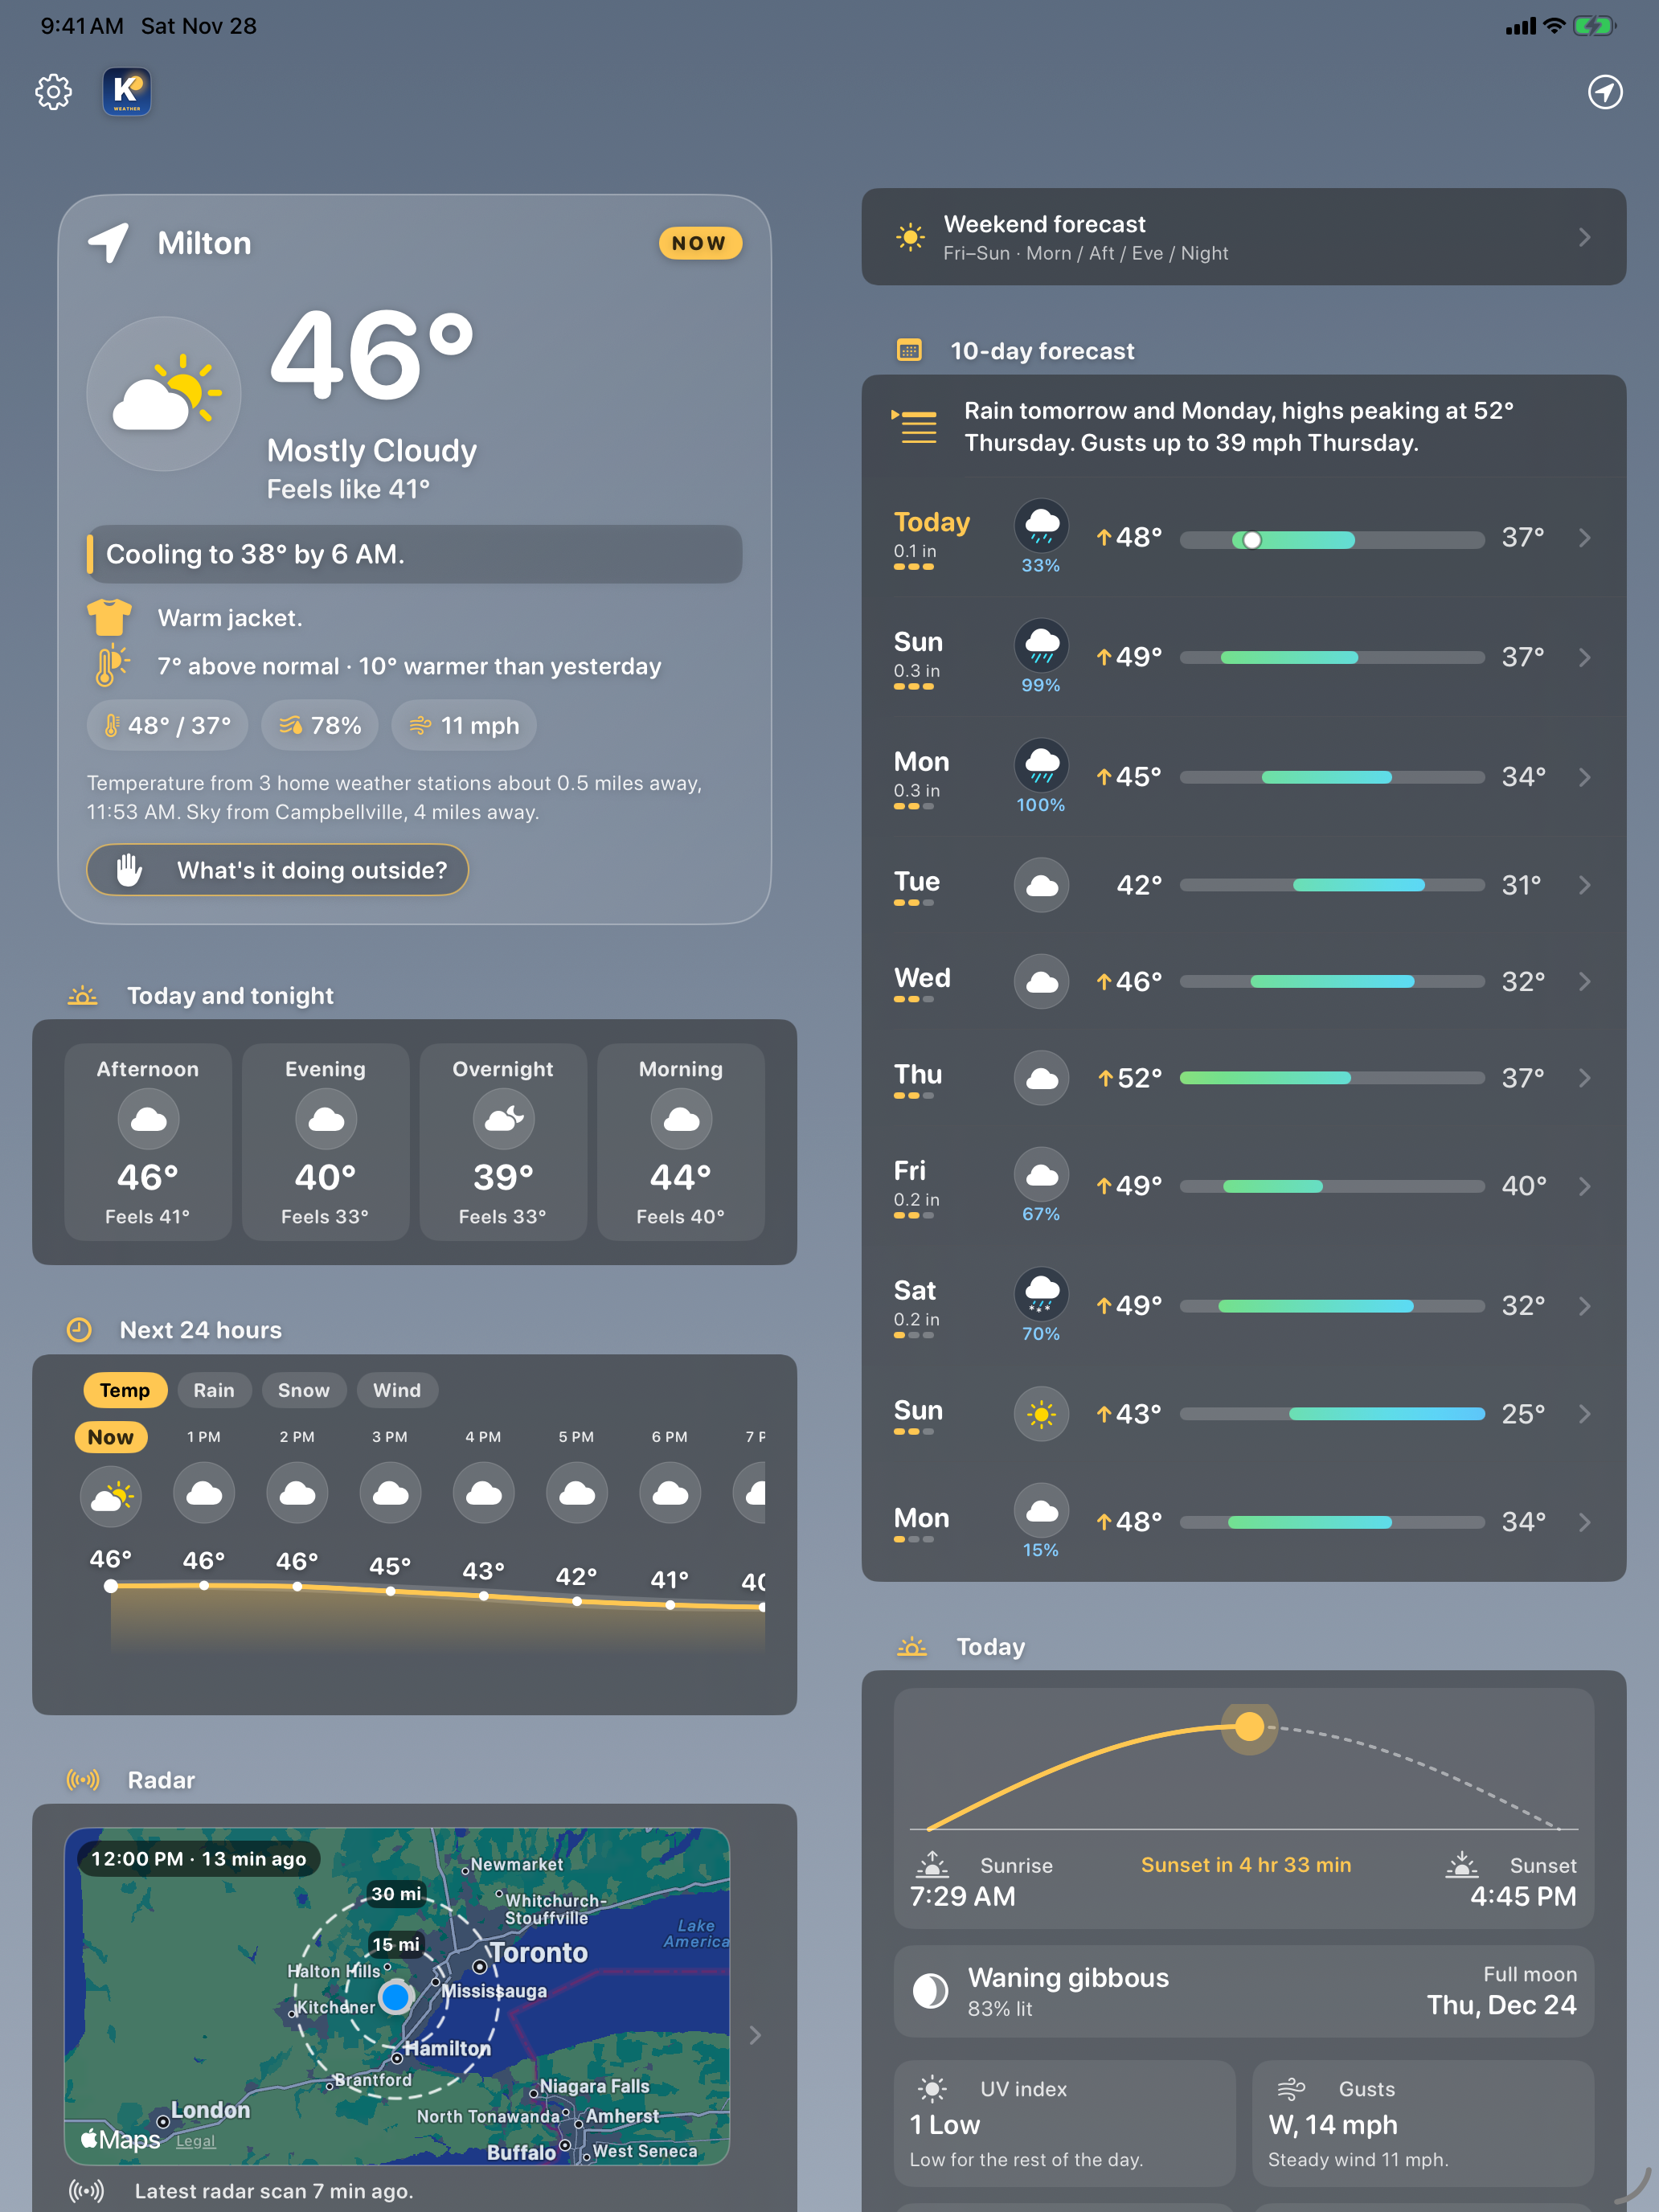 9:41 AM Sat Nov 28
K
WEATHER
Milton
NOW
46°
Mostly Cloudy
Feels like 41°
Cooling to 38° by 6 AM.
Warm jacket.
7° above normal · 10° warmer than yesterday
48° / 37°
78%
11 mph
Temperature from 3 home weather stations about 0.5 miles away,
11:53 AM. Sky from Campbellville, 4 miles away.
What's it doing outside?
Today and tonight
Afternoon
46°
Feels 41°
Evening
40°
Feels 33°
Overnight
39°
Feels 33°
Morning
44°
Feels 40°
Next 24 hours
Temp
Rain
Snow
Wind
Now 1 PM 2 PM 3 PM 4 PM 5 PM 6 PM 7 P
46° 46° 46° 45° 43° 42° 41° 40
Radar
12:00 PM · 13 min ago
30 mi
15 mi
Newmarket
Whitchurch-
Stouffville
Lake
America
Toronto
Halton Hills
Mississauga
Kitchener
Hamilton
Brantford
Niagara Falls
London
North Tonawanda
Amherst
Buffalo
West Seneca
Maps
Legal
Latest radar scan 7 min ago.
Weekend forecast
Fri–Sun · Morn / Aft / Eve / Night
10-day forecast
Rain tomorrow and Monday, highs peaking at 52°
Thursday. Gusts up to 39 mph Thursday.
Today
0.1 in
33%
48°
37°
Sun
0.3 in
99%
49°
37°
Mon
0.3 in
100%
45°
34°
Tue
42°
31°
Wed
46°
32°
Thu
52°
37°
Fri
0.2 in
67%
49°
40°
Sat
0.2 in
70%
49°
32°
Sun
43°
25°
Mon
15%
48°
34°
Today
Sunrise
7:29 AM
Sunset in 4 hr 33 min
Sunset
4:45 PM
Waning gibbous
83% lit
Full moon
Thu, Dec 24
UV index
1 Low
Low for the rest of the day.
Gusts
W, 14 mph
Steady wind 11 mph.